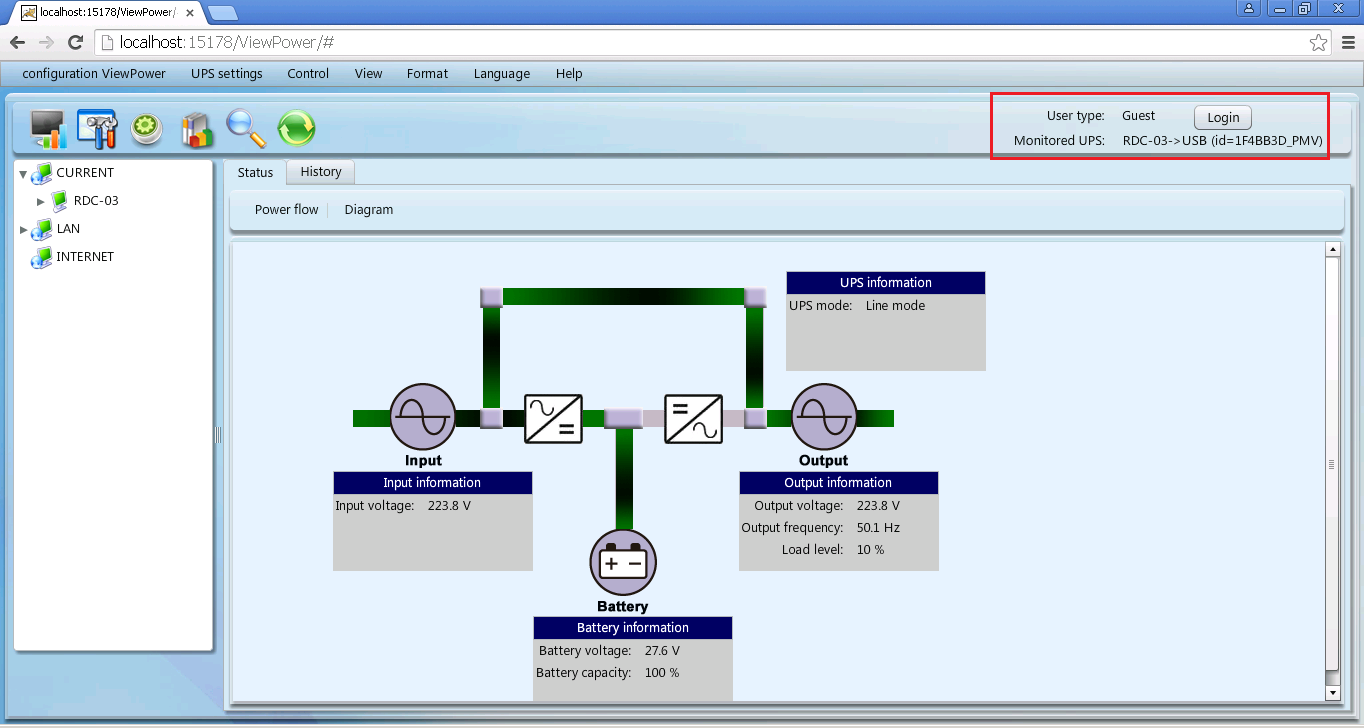 localhost:15178/ViewPower/
localhost:15178/ViewPower/#
configuration ViewPower UPS settings Control View Format Language Help
User type: Guest Login
Monitored UPS: RDC-03->USB (id=1F4BB3D_PMV)
CURRENT
RDC-03
LAN
INTERNET
Status History
Power flow Diagram
UPS information
UPS mode: Line mode
Input
Input information
Input voltage: 223.8 V
Output
Output information
Output voltage: 223.8 V
Output frequency: 50.1 Hz
Load level: 10 %
Battery
Battery information
Battery voltage: 27.6 V
Battery capacity: 100 %